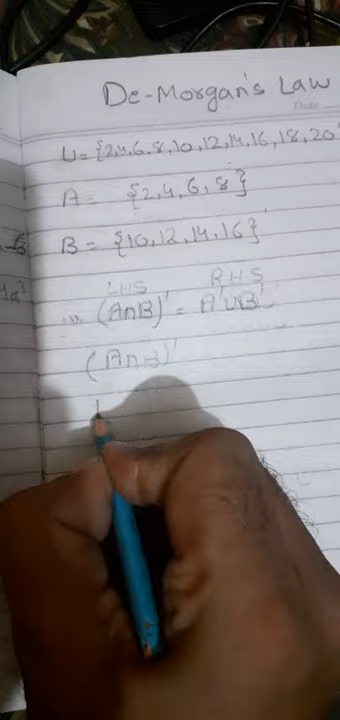 De-Morgan's Law
Date
U = {2,4,6,8,10,12,14,16,18,20
A = {2,4,6,8}
B = {10,12,14,16}
LHS RHS
(A∩B)' = A'∪B'
(A∩B)'